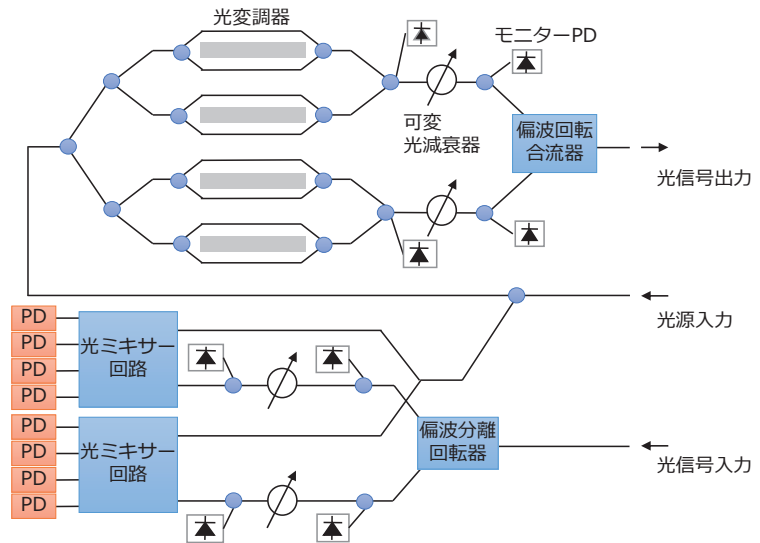 光変調器
モニターPD
可変
光減衰器
偏波回転
合流器
光信号出力
光源入力
PD
PD
PD
PD
光ミキサー
回路
PD
PD
PD
PD
光ミキサー
回路
偏波分離
回転器
光信号入力